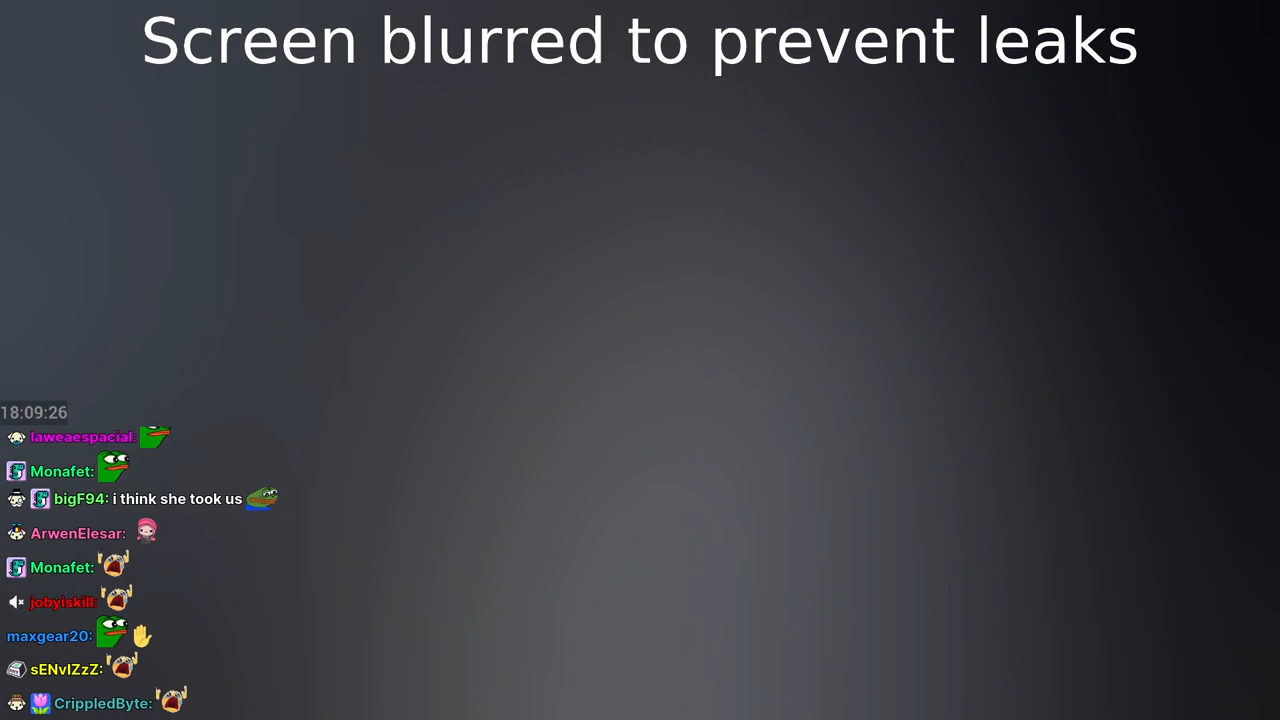 Screen blurred to prevent leaks
18:09:26
laweaespacial:
Monafet:
bigF94: i think she took us
ArwenElesar:
Monafet:
jobyiskill:
maxgear20:
sENvIZzZ:
CrippledByte: